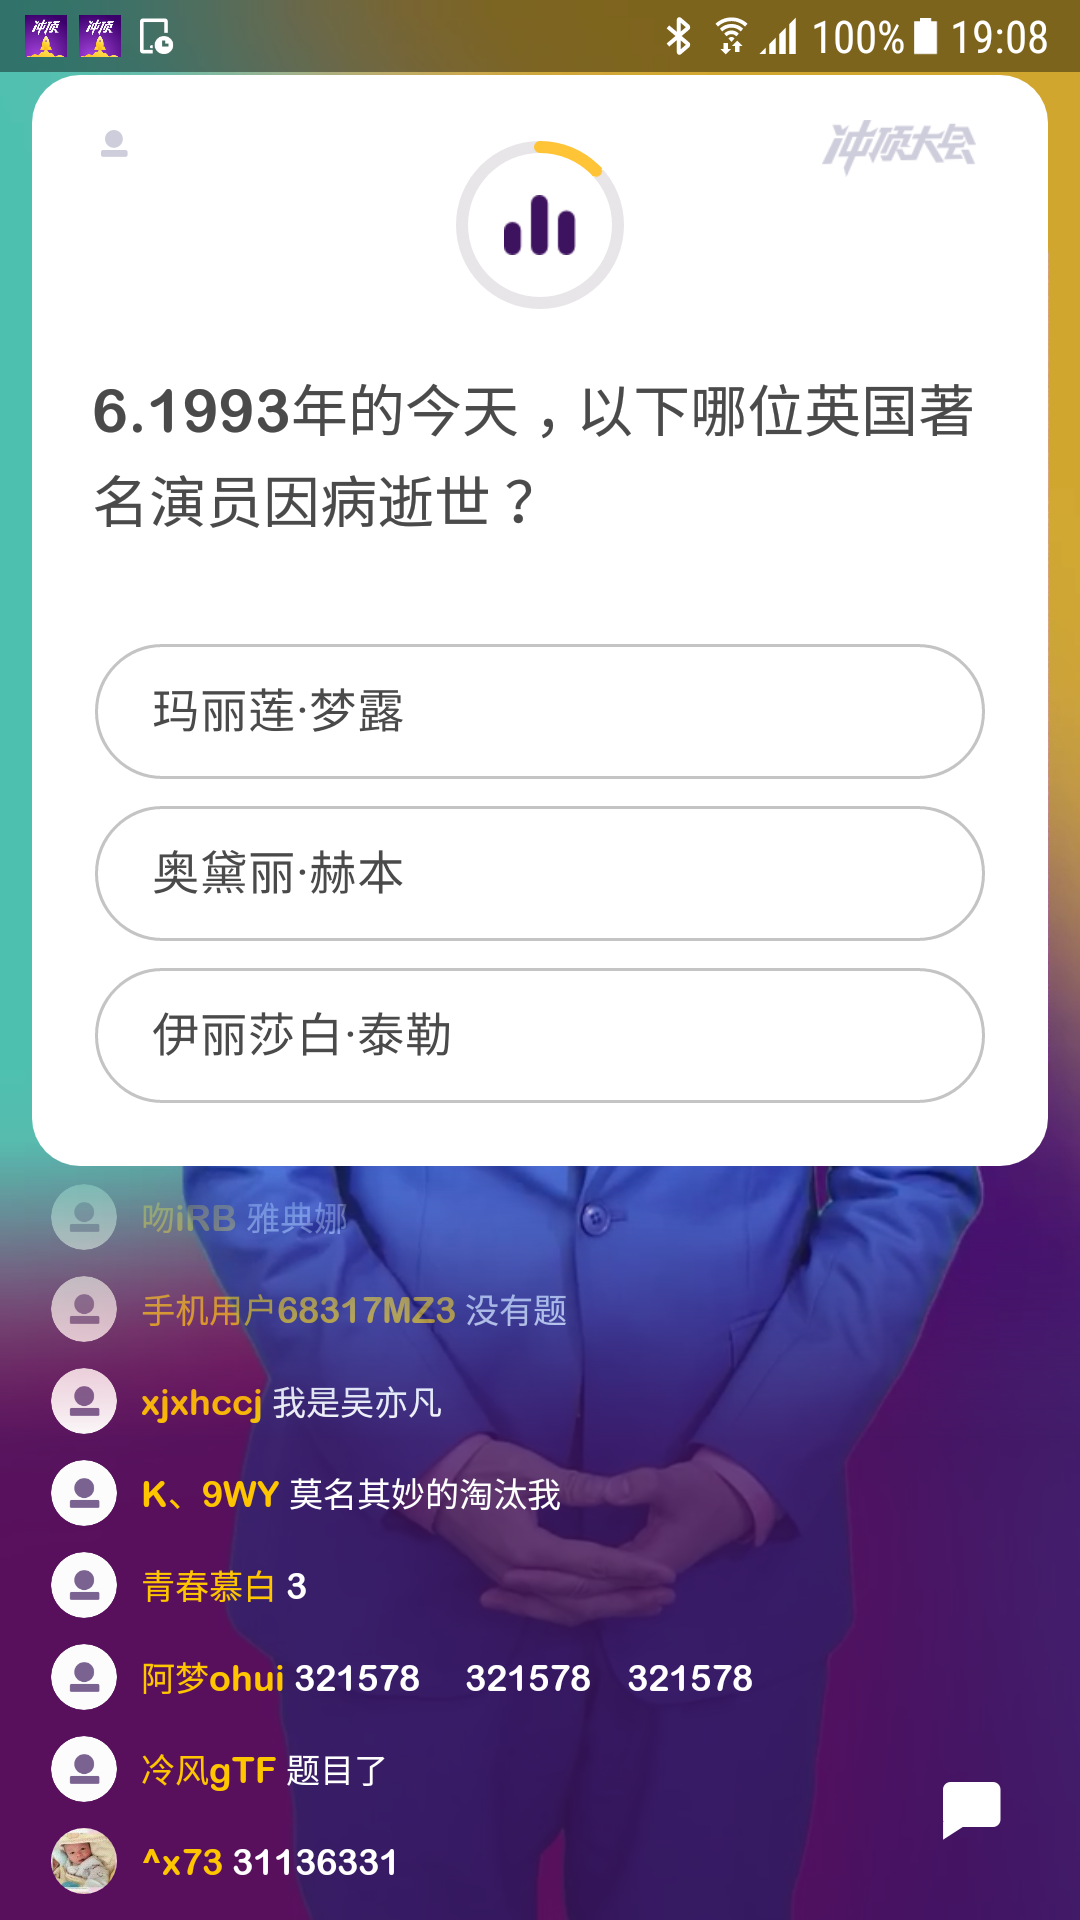 冲顶 冲顶 100% 19:08
冲顶大会
6.1993年的今天，以下哪位英国著
名演员因病逝世？
玛丽莲·梦露
奥黛丽·赫本
伊丽莎白·泰勒
吻iRB 雅典娜
手机用户68317MZ3 没有题
xjxhccj 我是吴亦凡
K、9WY 莫名其妙的淘汰我
青春慕白 3
阿梦ohui 321578 321578 321578
冷风gTF 题目了
^x73 31136331